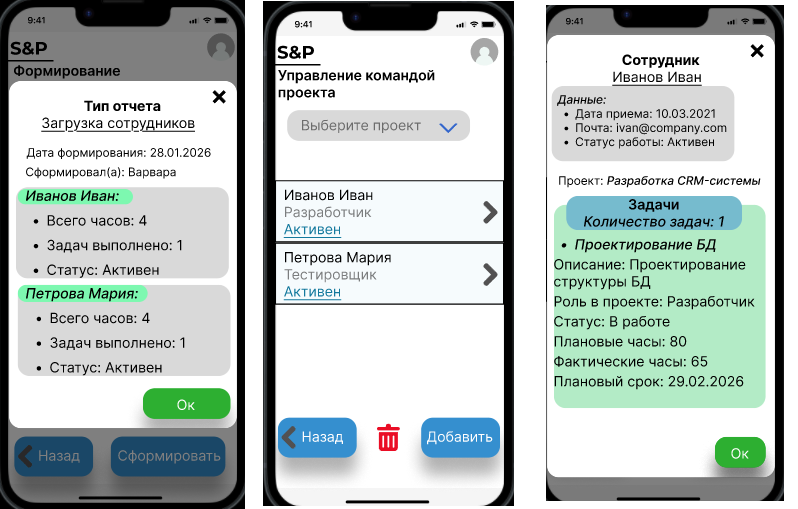 9:41
S&P
Формирование
Тип отчета
Загрузка сотрудников
Дата формирования: 28.01.2026
Сформировал(а): Варвара
Иванов Иван:
• Всего часов: 4
• Задач выполнено: 1
• Статус: Активен
Петрова Мария:
• Всего часов: 4
• Задач выполнено: 1
• Статус: Активен
Ок
Назад
Сформировать
9:41
S&P
Управление командой
проекта
Выберите проект
Иванов Иван
Разработчик
Активен
Петрова Мария
Тестировщик
Активен
Назад
Добавить
9:41
Сотрудник
Иванов Иван
Данные:
• Дата приема: 10.03.2021
• Почта: ivan@company.com
• Статус работы: Активен
Проект: Разработка CRM-системы
Задачи
Количество задач: 1
• Проектирование БД
Описание: Проектирование
структуры БД
Роль в проекте: Разработчик
Статус: В работе
Плановые часы: 80
Фактические часы: 65
Плановый срок: 29.02.2026
Ок